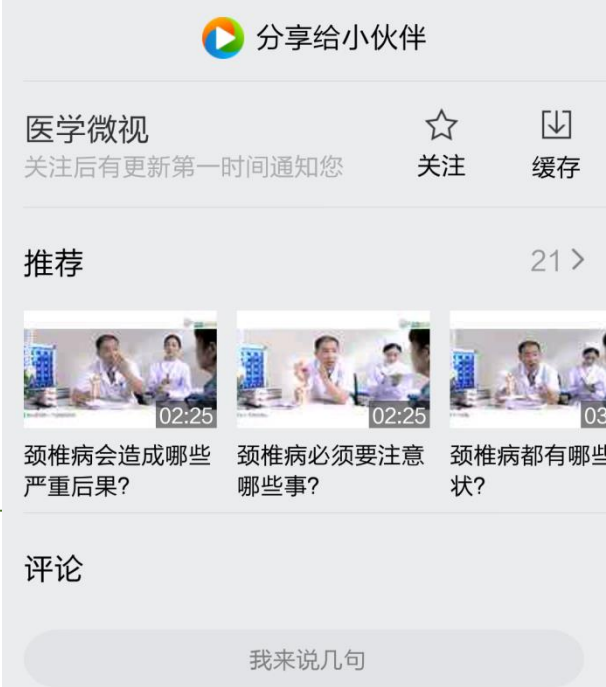 分享给小伙伴
医学微视
关注后有更新第一时间通知您
关注
缓存
推荐
21
02:25
02:25
03
颈椎病会造成哪些
严重后果?
颈椎病必须要注意
哪些事?
颈椎病都有哪些
状?
评论
我来说几句